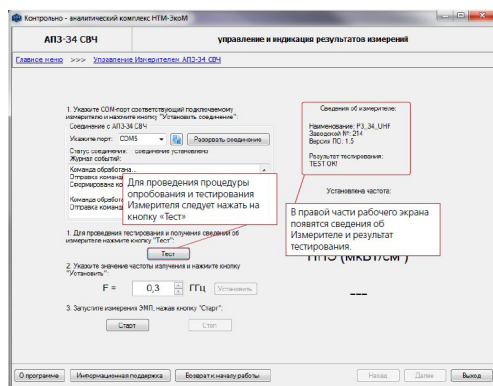 Контрольно - аналитический комплекс НТМ-ЭкоМ
АПЗ-34 СВЧ
управление и индикация результатов измерений
Главное меню >>> Управление Измерителем АПЗ-34 СВЧ
1. Укажите COM-порт соответствующий подключаемому
измерителю и нажмите кнопку "Установить соединение":
Соединение с АПЗ-34 СВЧ
Укажите порт: COM5
Разорвать соединение
Статус соединения: соединение установлено
Журнал событий:
Команда обработана...
Отправка команд
Сформирована ко
Команда обработ
Отправка команд
Для проведения процедуры
опробования и тестирования
Измерителя следует нажать на
кнопку «Тест»
1. Для проведения тестирования и получения сведений об
измерителе нажмите кнопку "Тест":
Тест
2. Укажите значение частоты излучения и нажмите кнопку
"Установить":
F = 0,3 ГГц Установить
3. Запустите измерения ЭМП, нажав кнопку "Старт":
Старт Стоп
Сведения об измерителе:
Наименование: P3_34_UHF
Заводской №: 214
Версия ПО: 1.5
Результат тестирования:
TEST OK!
Установлена частота:
В правой части рабочего экрана
появятся сведения об
Измерителе и результат
тестирования.
ППЭ (мкВт/см²)
---
О программе Информационная поддержка Возврат к началу работы Назад Далее Выход